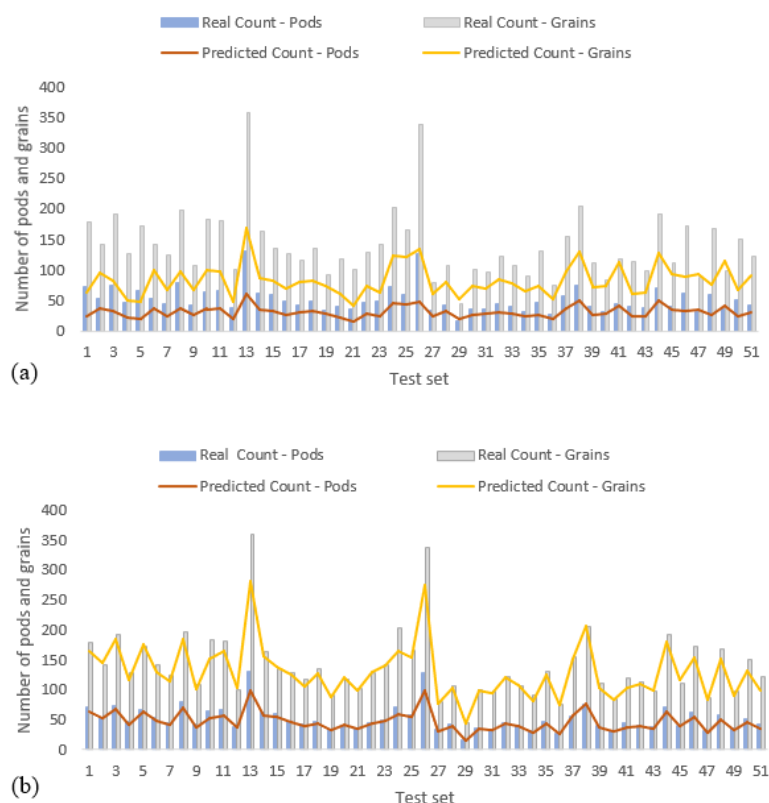 Real Count - Pods Real Count - Grains
Predicted Count - Pods Predicted Count - Grains
Number of pods and grains
400
350
300
250
200
150
100
50
0
1 3 5 7 9 11 13 15 17 19 21 23 25 27 29 31 33 35 37 39 41 43 45 47 49 51
Test set
(a)
Real Count - Pods Real Count - Grains
Predicted Count - Pods Predicted Count - Grains
Number of pods and grains
400
350
300
250
200
150
100
50
0
1 3 5 7 9 11 13 15 17 19 21 23 25 27 29 31 33 35 37 39 41 43 45 47 49 51
Test set
(b)